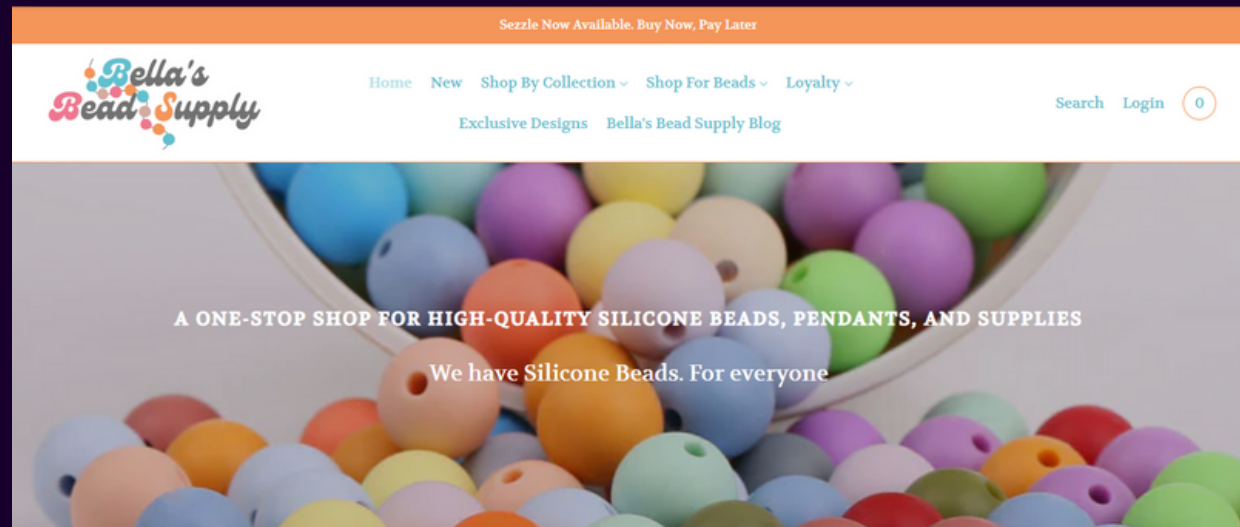 Sezzle Now Available. Buy Now, Pay Later
Bella's
Bead Supply
Home New Shop By Collection Shop For Beads Loyalty
Exclusive Designs Bella's Bead Supply Blog
Search Login 0
A ONE-STOP SHOP FOR HIGH-QUALITY SILICONE BEADS, PENDANTS, AND SUPPLIES
We have Silicone Beads. For everyone